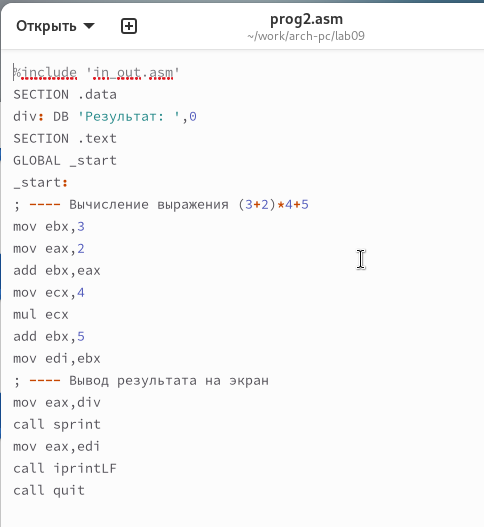 Открыть
prog2.asm
~/work/arch-pc/lab09
%include 'in_out.asm'
SECTION .data
div: DB 'Результат: ',0
SECTION .text
GLOBAL _start
_start:
; ---- Вычисление выражения (3+2)*4+5
mov ebx,3
mov eax,2
add ebx,eax
mov ecx,4
mul ecx
add ebx,5
mov edi,ebx
; ---- Вывод результата на экран
mov eax,div
call sprint
mov eax,edi
call iprintLF
call quit